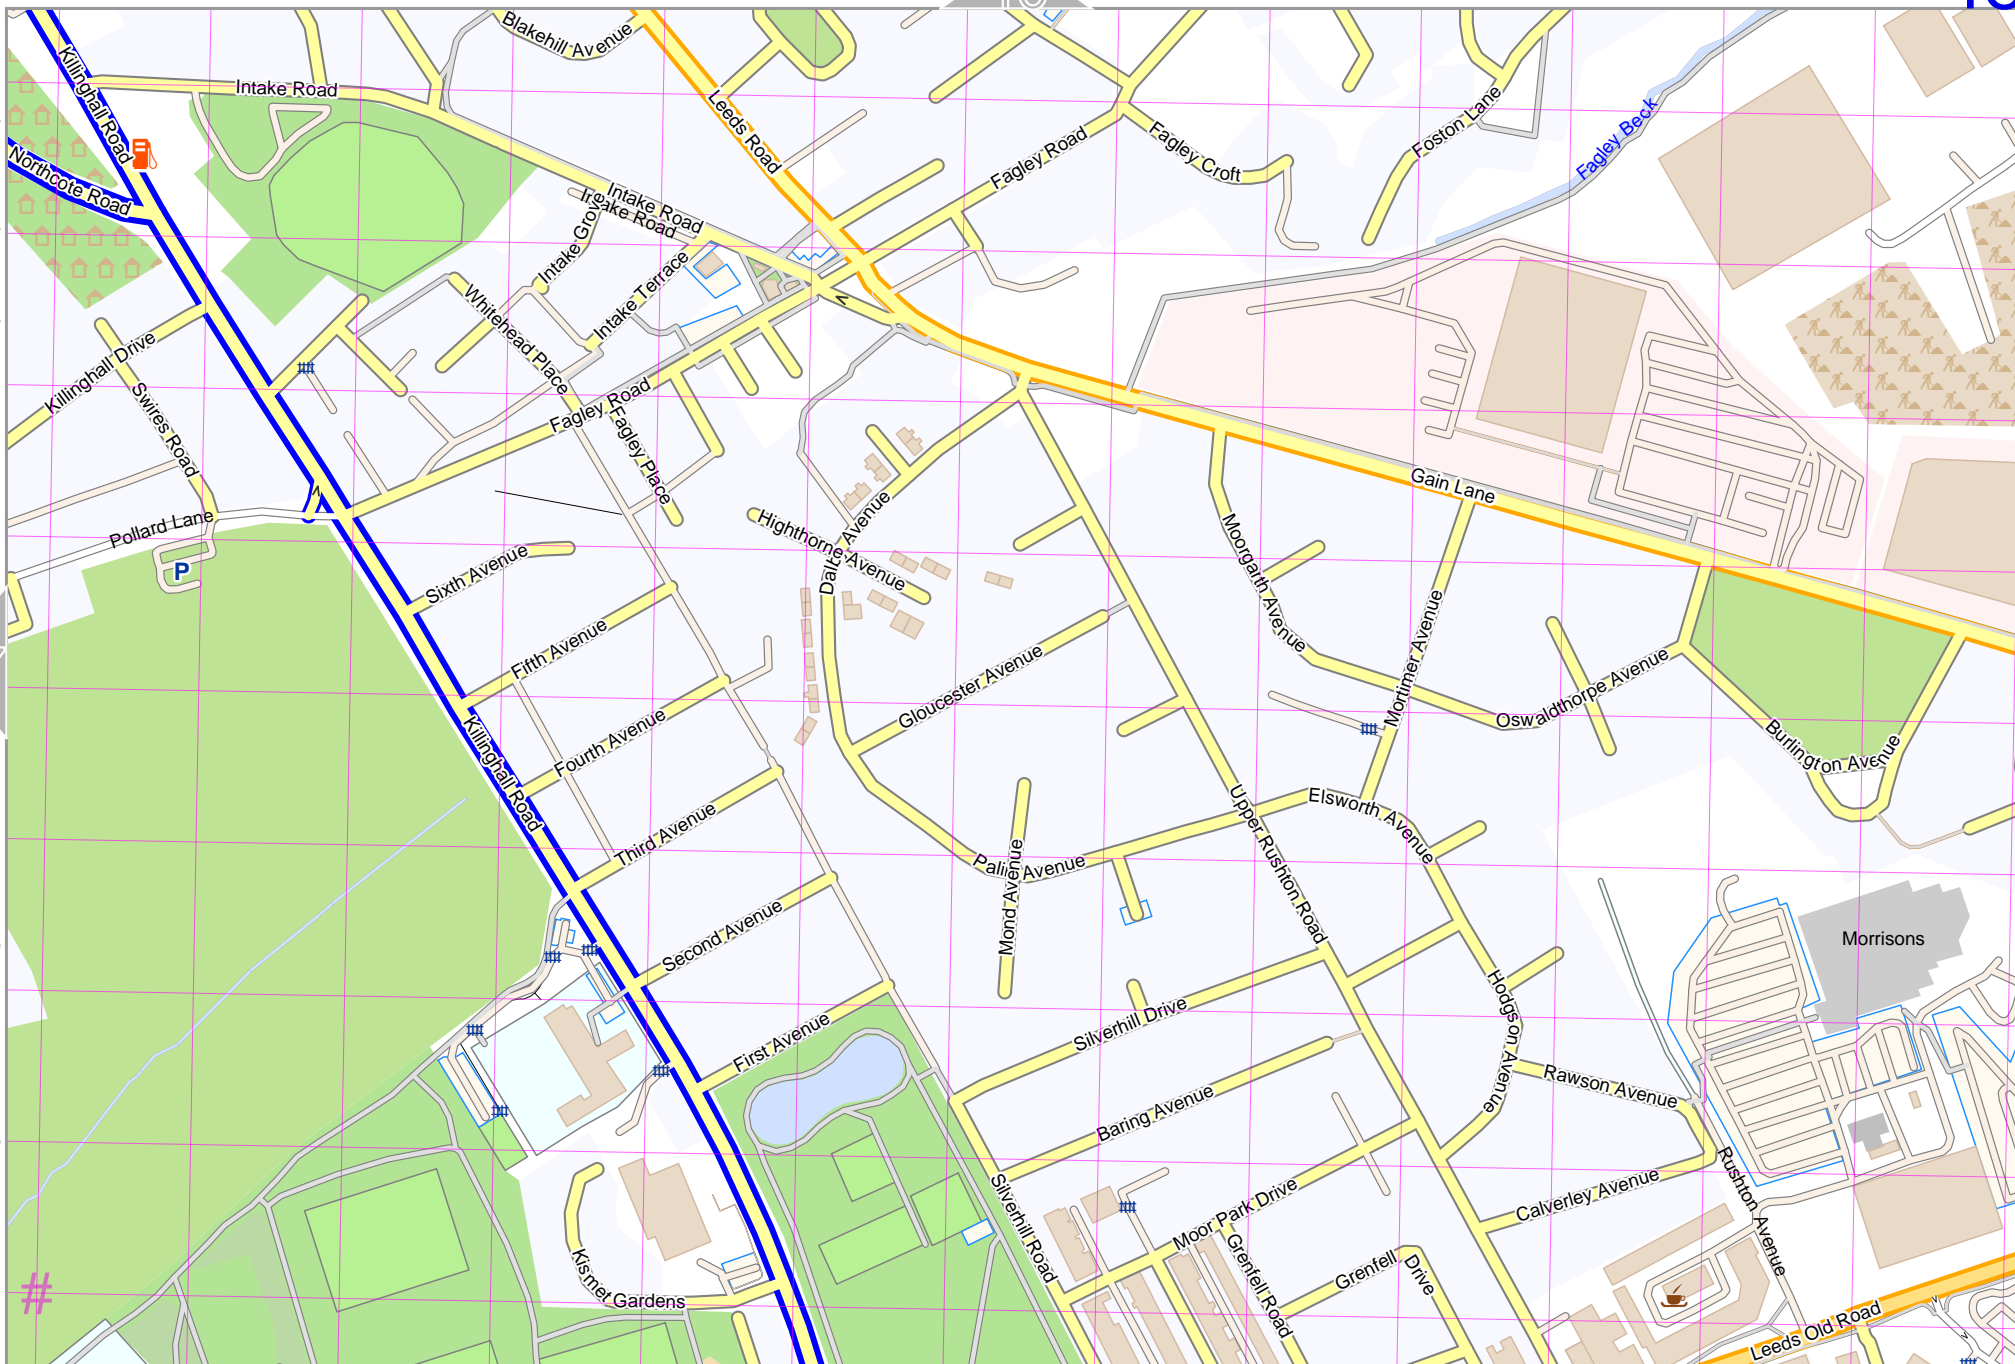 Blakehill Avenue
Killinghall Road
Intake Road
Leeds Road
Fagley Road
Fagley Croft
Foston Lane
Fagley Beck
Northcote Road
Intake Road
Intake Road
Intake Grove
Intake Terrace
Whitehead Place
Killinghall Drive
Swires Road
Fagley Road
Fagley Place
Pollard Lane
P
Gain Lane
Highthorne Avenue
Moorgarth Avenue
Sixth Avenue
Fifth Avenue
Gloucester Avenue
Mortimer Avenue
Oswaldthorpe Avenue
Burlington Avenue
Fourth Avenue
Killinghall Road
Third Avenue
Upper Rushton Road
Elsworth Avenue
Mond Avenue
Second Avenue
Morrisons
First Avenue
Silverhill Drive
Hodgson Avenue
Rawson Avenue
Baring Avenue
Silverhill Road
Moor Park Drive
Calverley Avenue
Rushton Avenue
Kismet Gardens
Grenfell Road
Grenfell Drive
Leeds Old Road
#